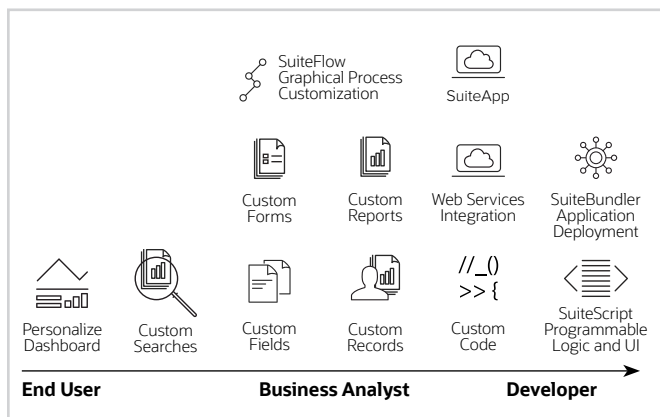 SuiteFlow
Graphical Process
Customization
SuiteApp
Custom
Forms
Custom
Reports
Web Services
Integration
SuiteBundler
Application
Deployment
//_()
>> {
Personalize
Dashboard
Custom
Searches
Custom
Fields
Custom
Records
Custom
Code
SuiteScript
Programmable
Logic and UI
End User
Business Analyst
Developer